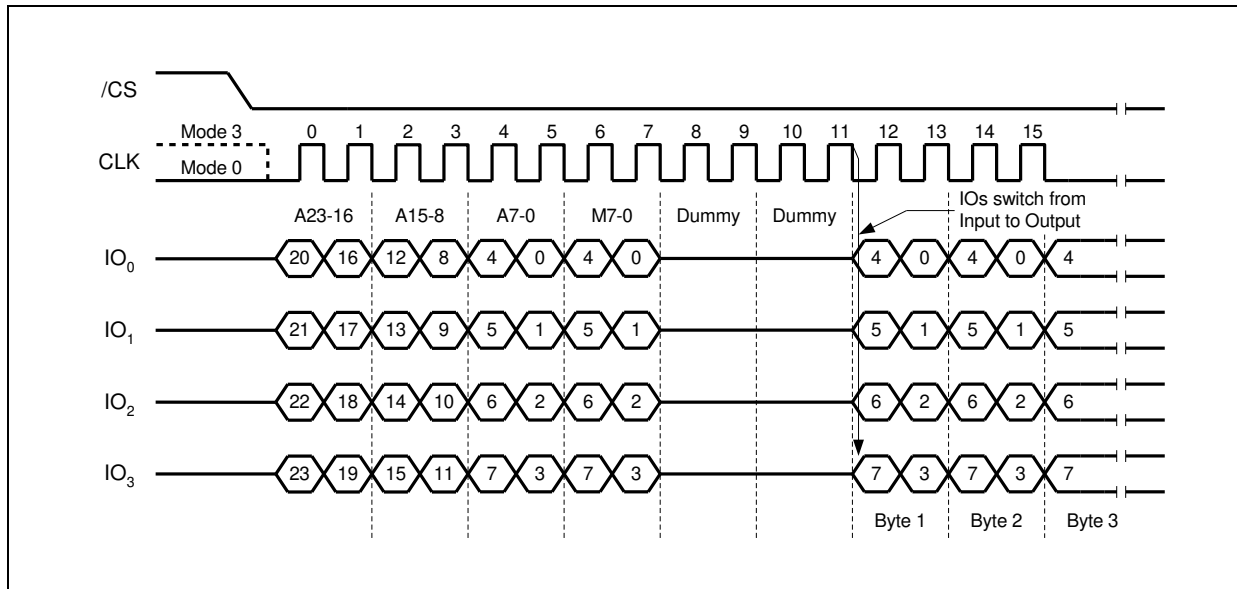 /CS
Mode 3 0 1 2 3 4 5 6 7 8 9 10 11 12 13 14 15
CLK
Mode 0
A23-16 A15-8 A7-0 M7-0 Dummy Dummy IOs switch from
Input to Output
IO0 20 16 12 8 4 0 4 0 4 0 4 0 4
IO1 21 17 13 9 5 1 5 1 5 1 5 1 5
IO2 22 18 14 10 6 2 6 2 6 2 6 2 6
IO3 23 19 15 11 7 3 7 3 7 3 7 3 7
Byte 1 Byte 2 Byte 3